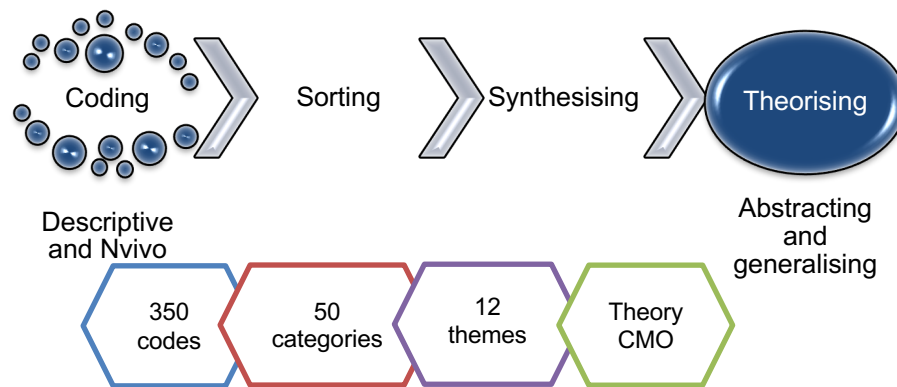 Coding
Sorting
Synthesising
Theorising
Descriptive
and Nvivo
Abstracting
and
generalising
350
codes
50
categories
12
themes
Theory
CMO